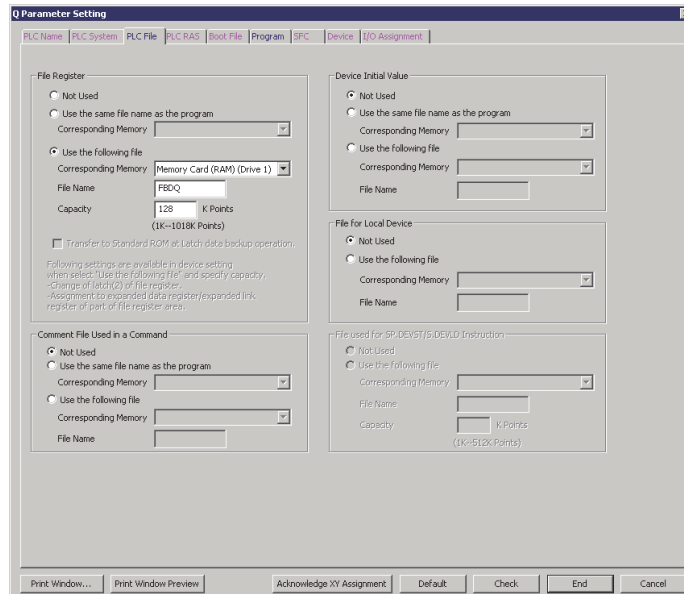 Q Parameter Setting
PLC Name PLC System PLC File PLC RAS Boot File Program SFC Device I/O Assignment
File Register
Not Used
Use the same file name as the program
Corresponding Memory
Use the following file
Corresponding Memory Memory Card (RAM) (Drive 1)
File Name FBDQ
Capacity 128 K Points
(1K--1018K Points)
Transfer to Standard ROM at Latch data backup operation.
Following settings are available in device setting
when select "Use the following file" and specify capacity.
-Change of latch(2) of file register.
-Assignment to expanded data register/expanded link
register of part of file register area.
Device Initial Value
Not Used
Use the same file name as the program
Corresponding Memory
Use the following file
Corresponding Memory
File Name
File for Local Device
Not Used
Use the following file
Corresponding Memory
File Name
Comment File Used in a Command
Not Used
Use the same file name as the program
Corresponding Memory
Use the following file
Corresponding Memory
File Name
File used for SP.DEVST/S.DEVLD Instruction
Not Used
Use the following file
Corresponding Memory
File Name
Capacity K Points
(1K--512K Points)
Print Window... Print Window Preview Acknowledge XY Assignment Default Check End Cancel